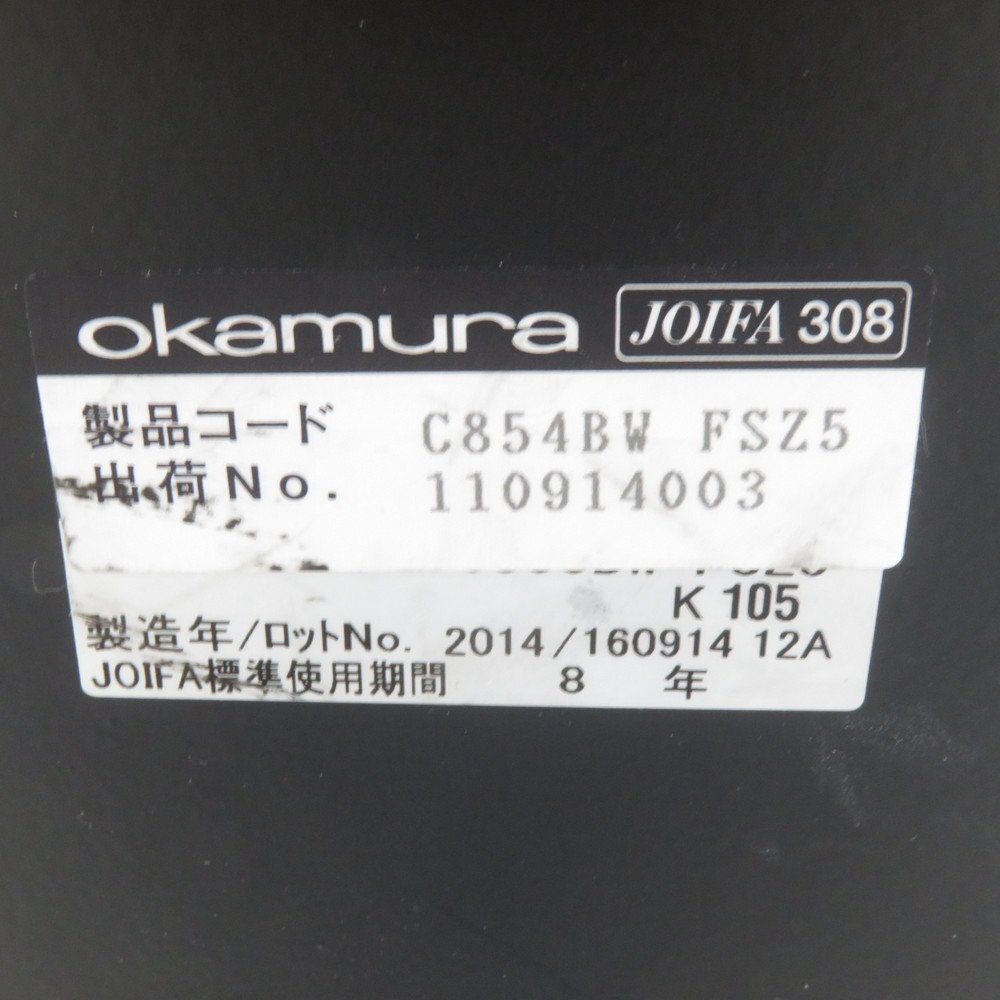 okamura JOIFA 308
製品コード C854BW FSZ5
出荷No. 110914003
K 105
製造年/ロットNo. 2014/160914 12A
JOIFA標準使用期間 8 年